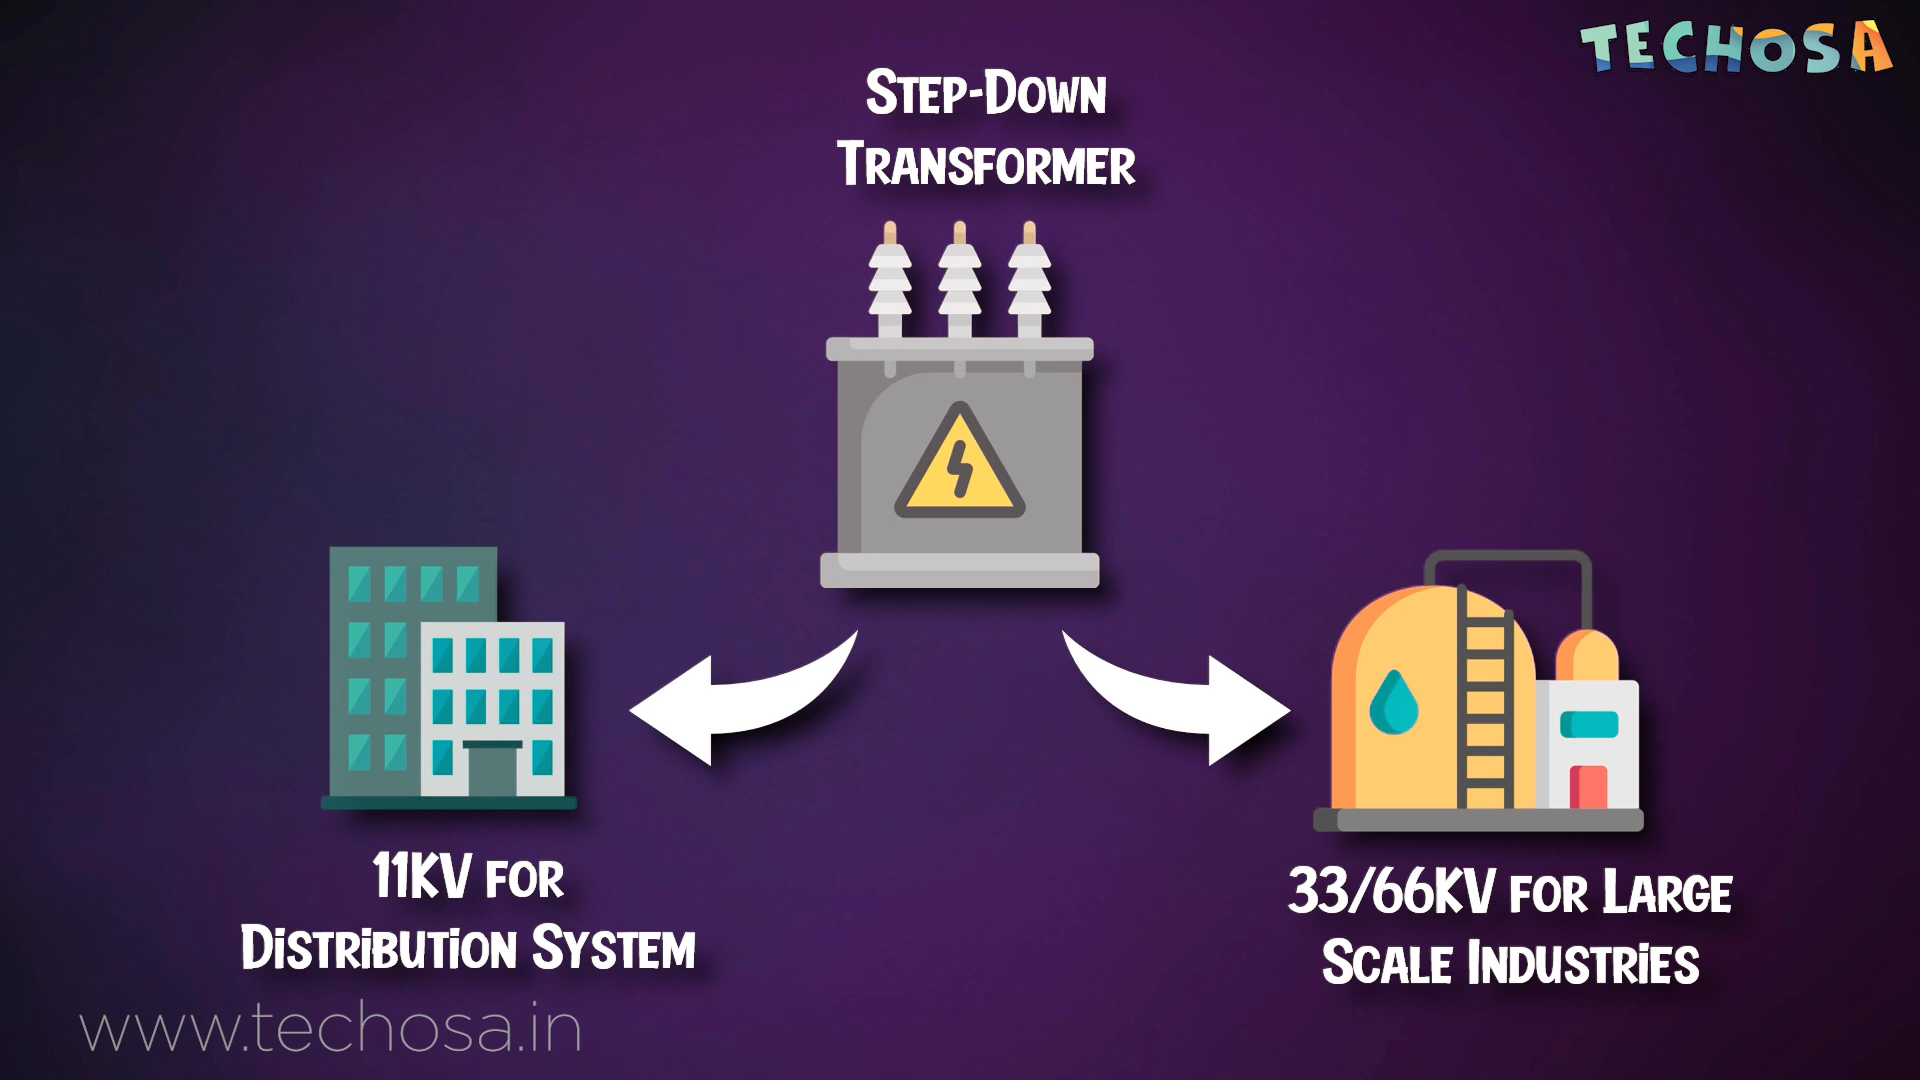 TECHOSA
STEP-DOWN
TRANSFORMER
11KV FOR
DiSTRiBUTiON SYSTEM
33/66KV FOR LARGE
SCALE INDUSTRiES
www.techosa.in